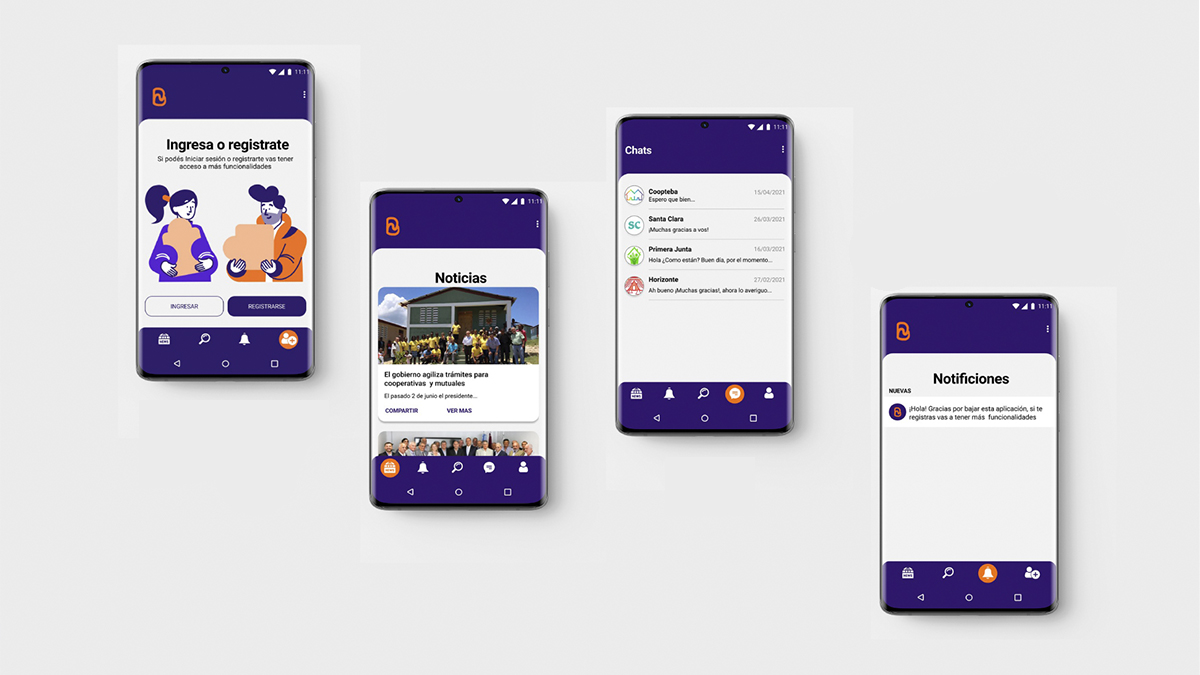 11:11
Ingresa o registrate
Si podés Iniciar sesión o registrarte vas tener
acceso a más funcionalidades
INGRESAR
REGISTRARSE
NEWS
11:11
Noticias
El gobierno agiliza trámites para
cooperativas y mutuales
El pasado 2 de junio el presidente...
COMPARTIR
VER MAS
NEWS
11:11
Chats
Coopteba
15/04/2021
Espero que bien...
SC
Santa Clara
26/03/2021
¡Muchas gracias a vos!
Primera Junta
16/03/2021
Hola ¿Como están? Buen día, por el momento...
Horizonte
27/02/2021
Ah bueno ¡Muchas gracias!, ahora lo averiguo...
NEWS
11:11
Notificiones
NUEVAS
¡Hola! Gracias por bajar esta aplicación, si te
registras vas a tener más funcionalidades
NEWS